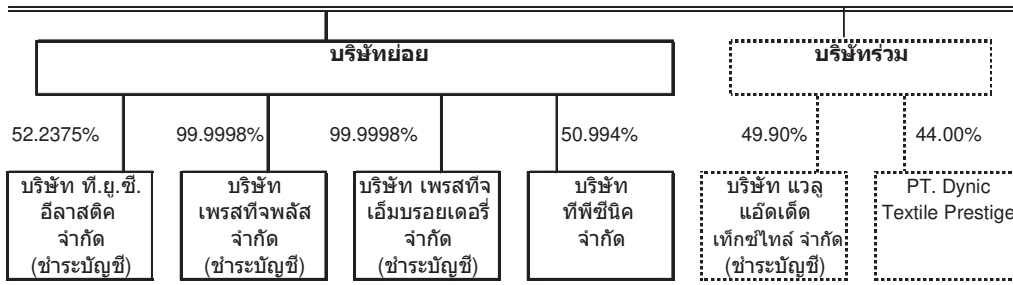 บริษัทย่อย
บริษัทร่วม
52.2375%
99.9998%
99.9998%
50.994%
49.90%
44.00%
บริษัท ที.ยู.ซี.
อีลาสติค
จำกัด
(ชำระบัญชี)
บริษัท
เพรสทีจพลัส
จำกัด
(ชำระบัญชี)
บริษัท เพรสทีจ
เอ็มบรอยเดอรี่
จำกัด
(ชำระบัญชี)
บริษัท
ทีพีซีนิค
จำกัด
บริษัท แวลู
แอ๊ดเด็ด
เท็กซ์ไทล์ จำกัด
(ชำระบัญชี)
PT. Dynic
Textile Prestige